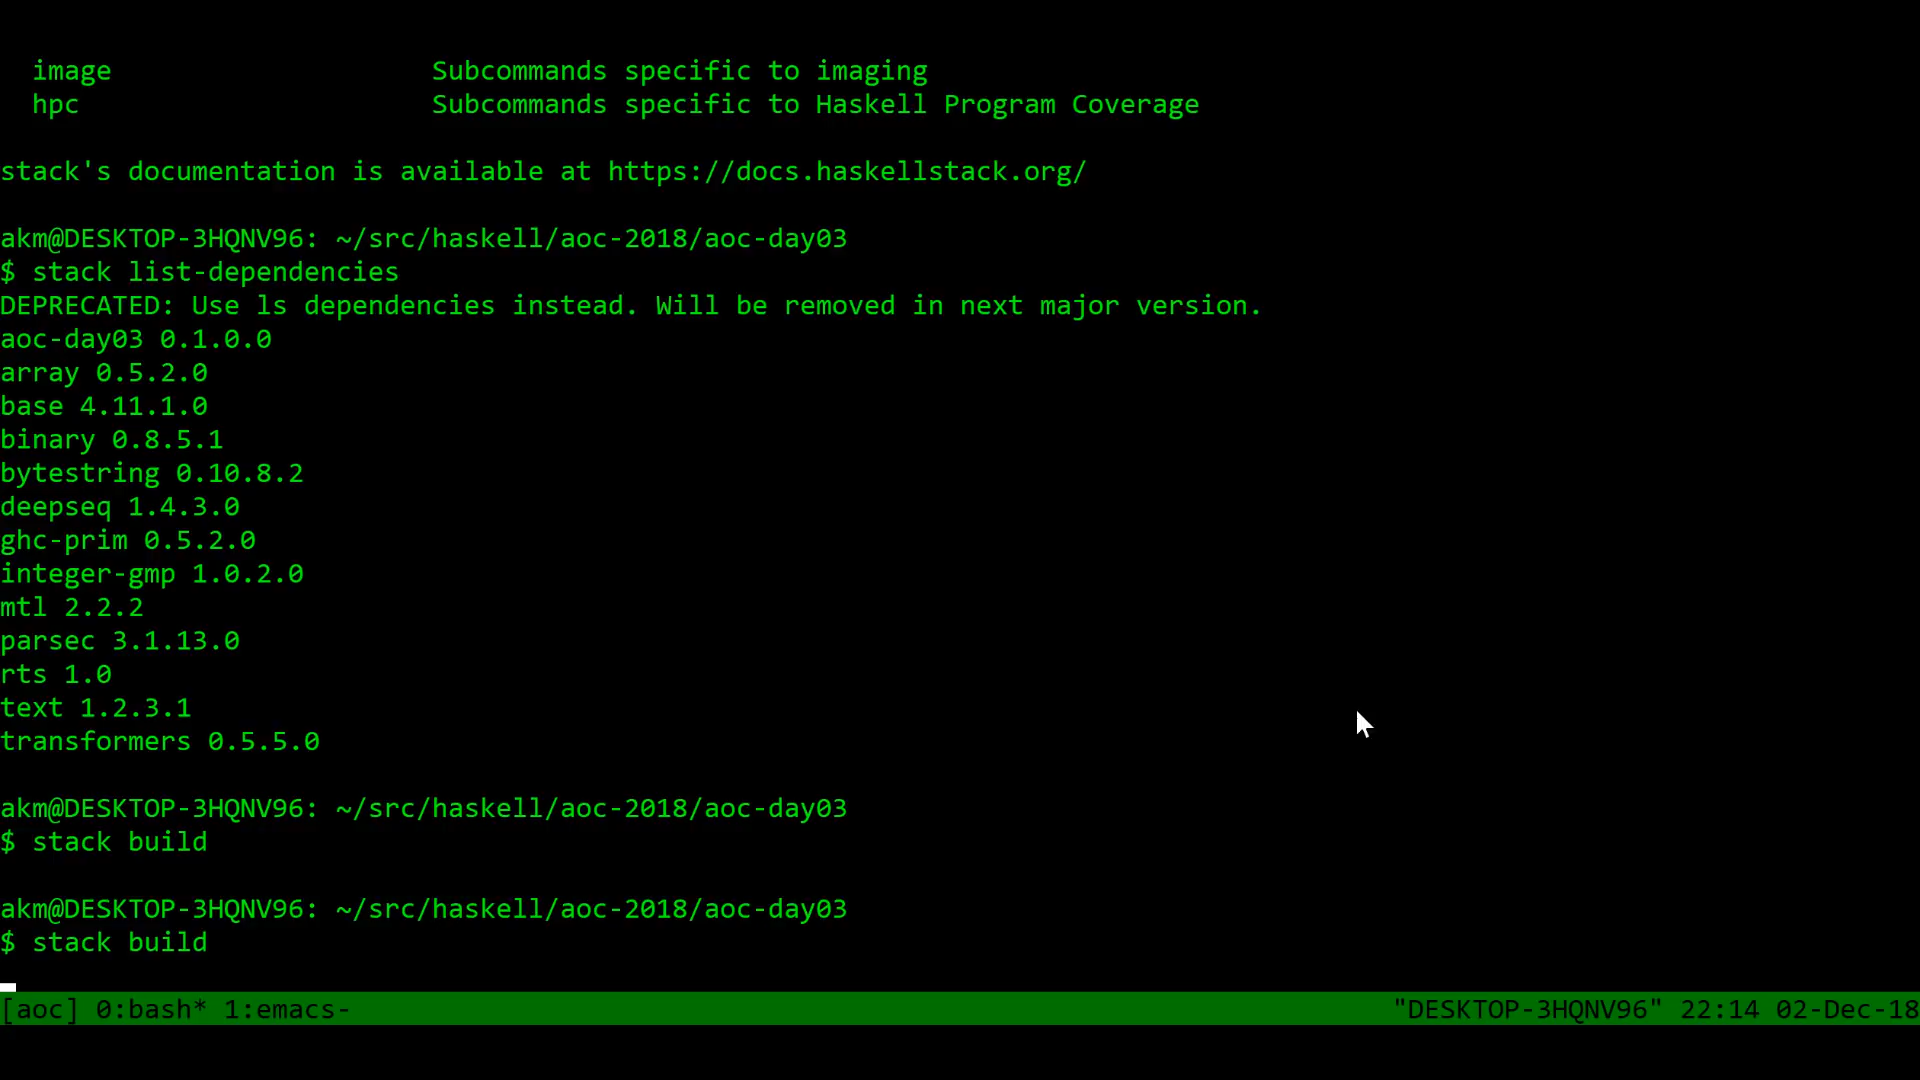 image Subcommands specific to imaging
hpc Subcommands specific to Haskell Program Coverage
stack's documentation is available at https://docs.haskellstack.org/
akm@DESKTOP-3HQNV96: ~/src/haskell/aoc-2018/aoc-day03
$ stack list-dependencies
DEPRECATED: Use ls dependencies instead. Will be removed in next major version.
aoc-day03 0.1.0.0
array 0.5.2.0
base 4.11.1.0
binary 0.8.5.1
bytestring 0.10.8.2
deepseq 1.4.3.0
ghc-prim 0.5.2.0
integer-gmp 1.0.2.0
mtl 2.2.2
parsec 3.1.13.0
rts 1.0
text 1.2.3.1
transformers 0.5.5.0
akm@DESKTOP-3HQNV96: ~/src/haskell/aoc-2018/aoc-day03
$ stack build
akm@DESKTOP-3HQNV96: ~/src/haskell/aoc-2018/aoc-day03
$ stack build
[aoc] 0:bash* 1:emacs- "DESKTOP-3HQNV96" 22:14 02-Dec-18